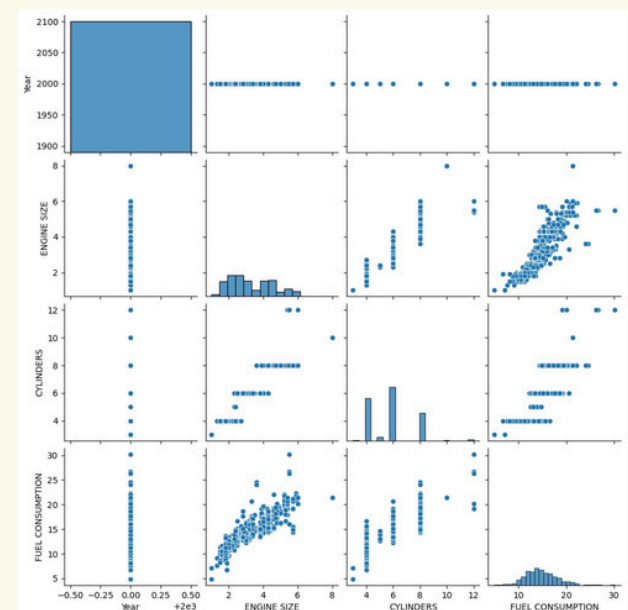 2100
2050
2000
1950
1900
Year
8
6
4
2
ENGINE SIZE
12
10
8
6
4
CYLINDERS
30
25
20
15
10
5
FUEL CONSUMPTION
−0.50 −0.25 0.00 0.25 0.50
+2e3
2 4 6 8
4 6 8 10 12
10 20 30
Year
ENGINE SIZE
CYLINDERS
FUEL CONSUMPTION